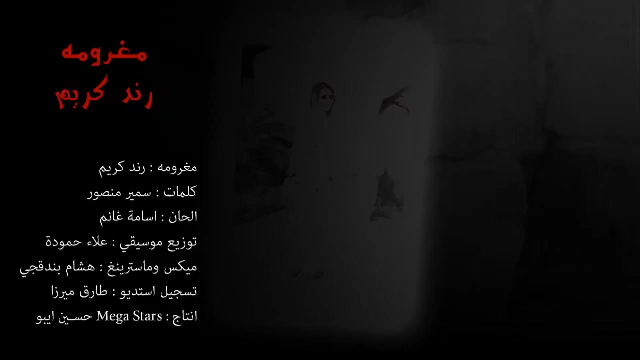 مغرومه
رند كريم
مغرومه : رند كريم
كلمات : سمير منصور
الحان : اسامة غانم
توزيع موسيقي : علاء حمودة
ميكس وماسترينغ : هشام بندقجي
تسجيل استديو : طارق ميرزا
انتاج : Mega Stars حسين ايبو